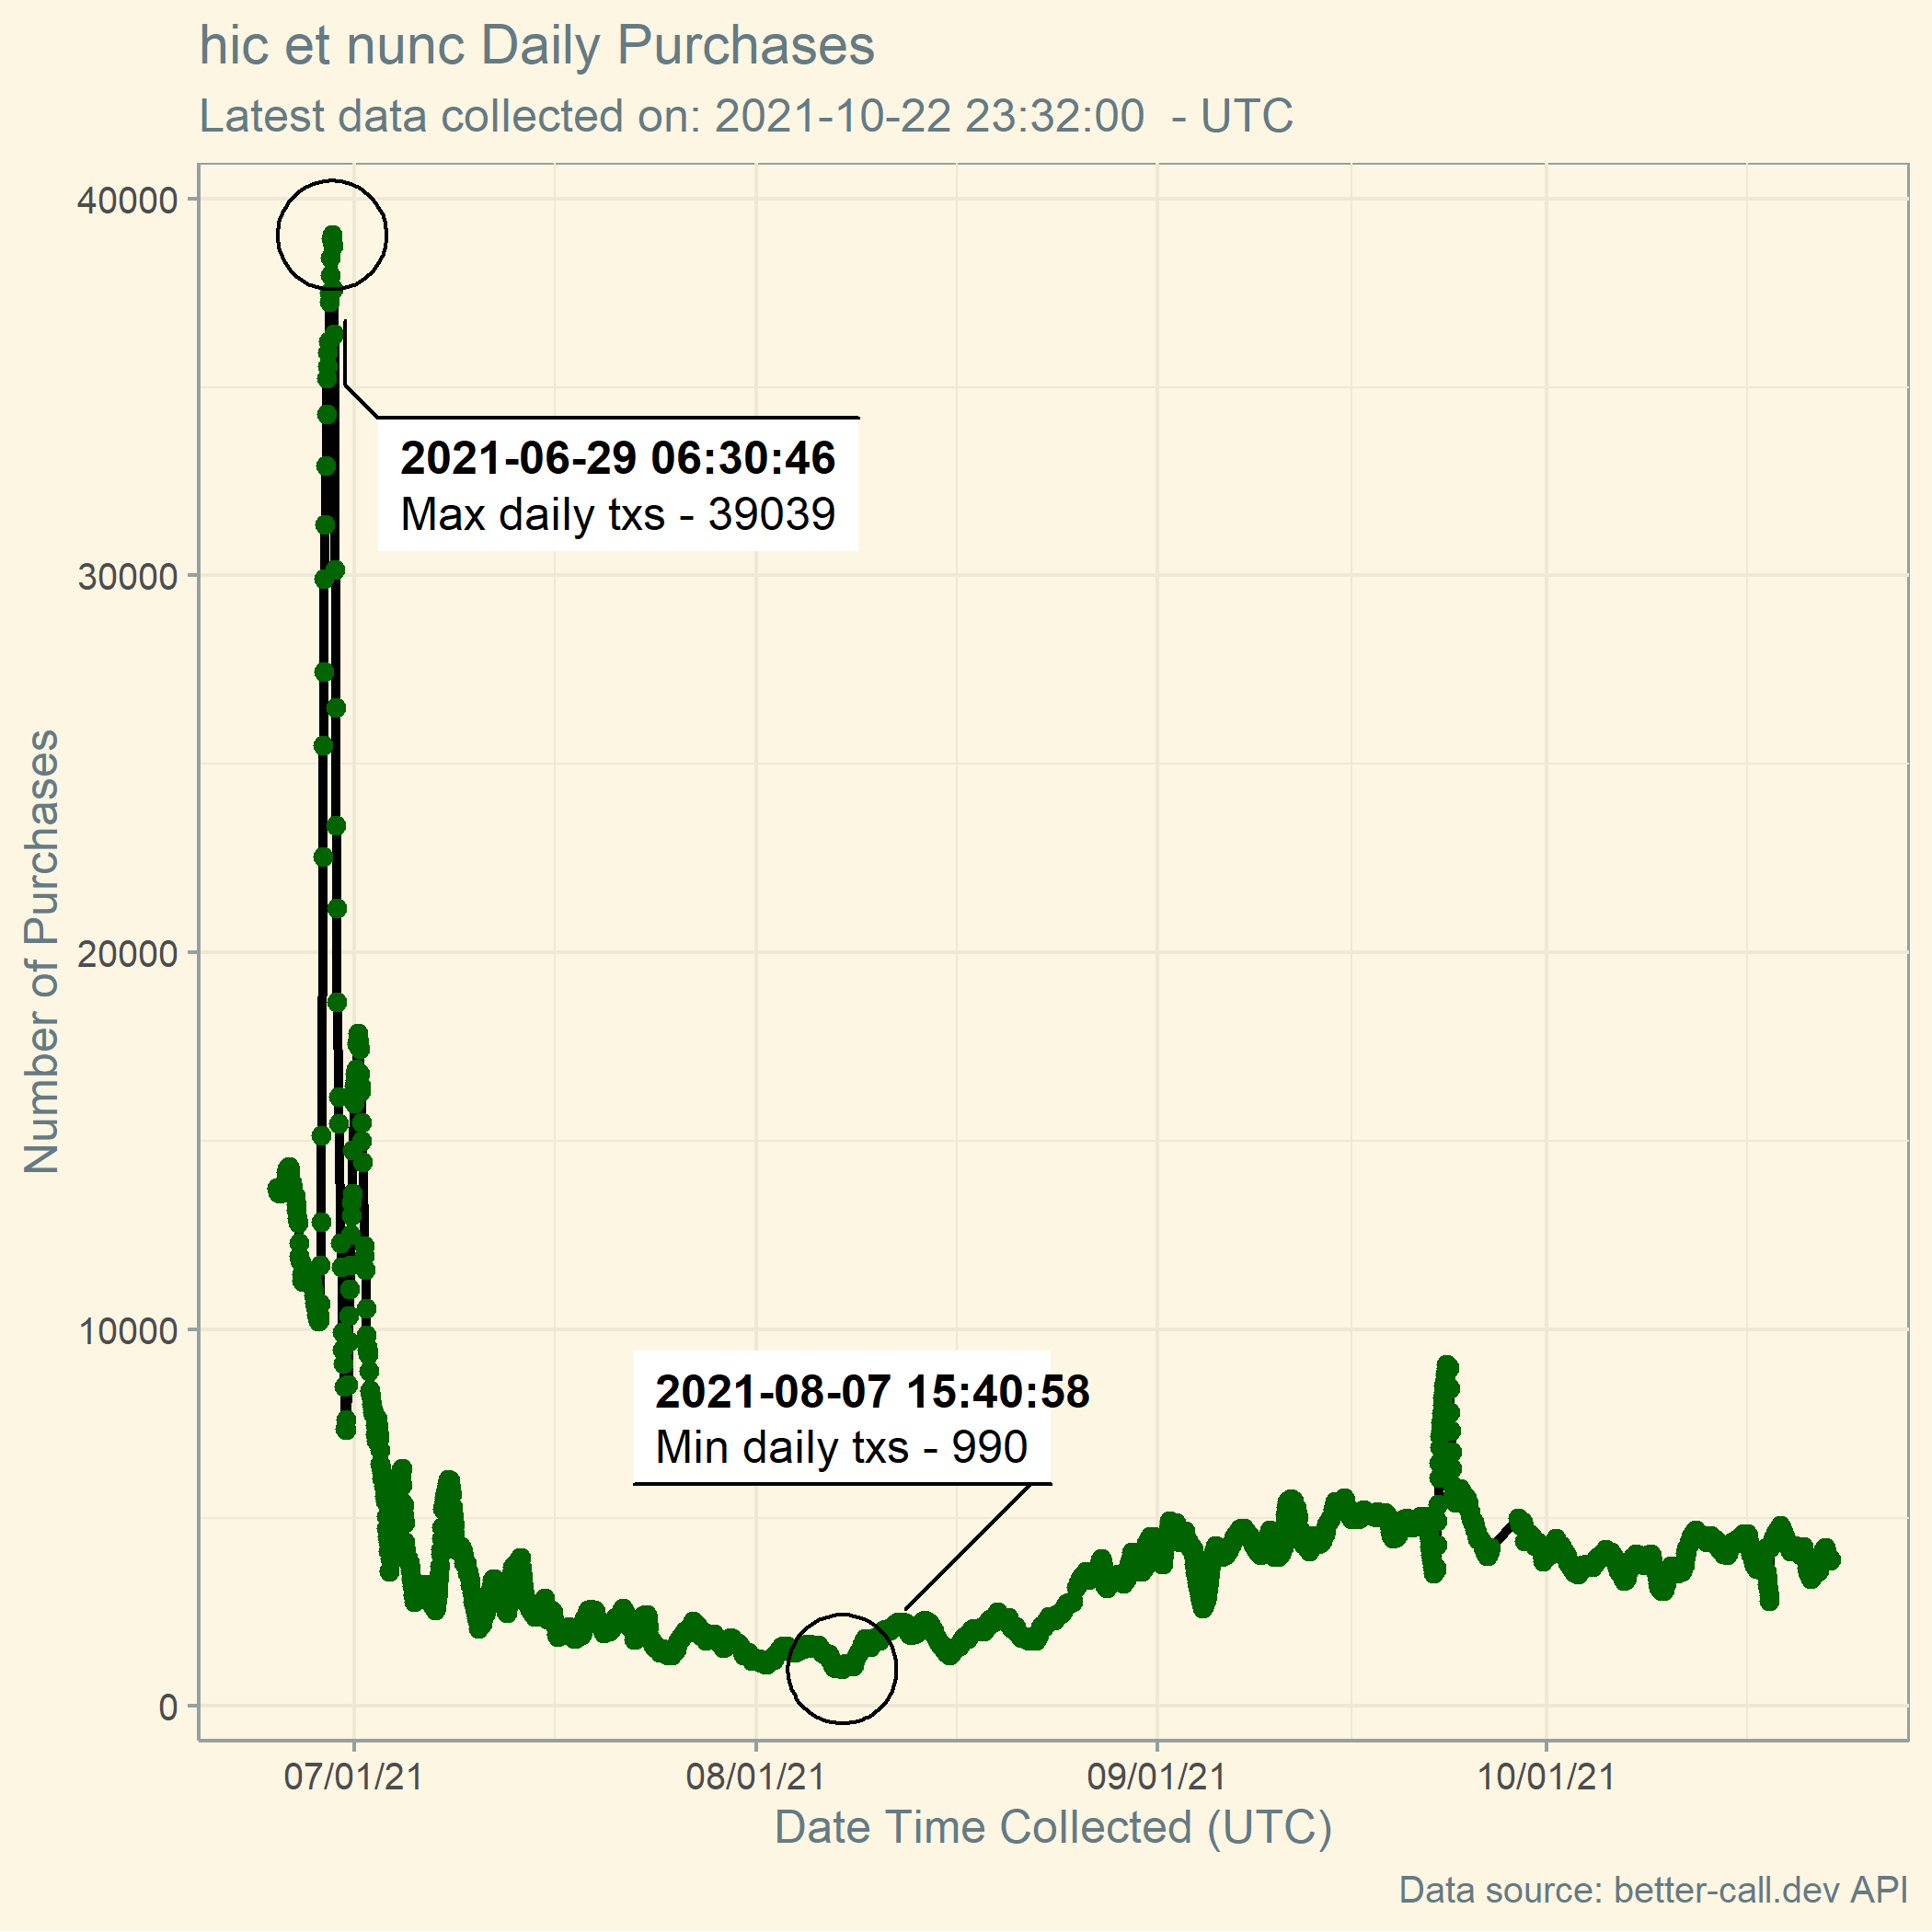 hic et nunc Daily Purchases
Latest data collected on: 2021-10-22 23:32:00  - UTC
Number of Purchases
40000
30000
20000
10000
0
2021-06-29 06:30:46
Max daily txs - 39039
2021-08-07 15:40:58
Min daily txs - 990
07/01/21
08/01/21
09/01/21
10/01/21
Date Time Collected (UTC)
Data source: better-call.dev API